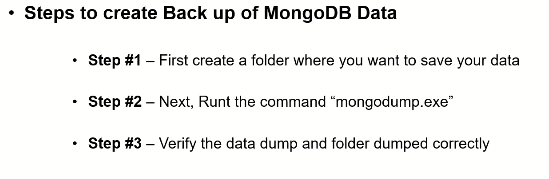 • Steps to create Back up of MongoDB Data
• Step #1 – First create a folder where you want to save your data
• Step #2 – Next, Runt the command “mongodump.exe”
• Step #3 – Verify the data dump and folder dumped correctly